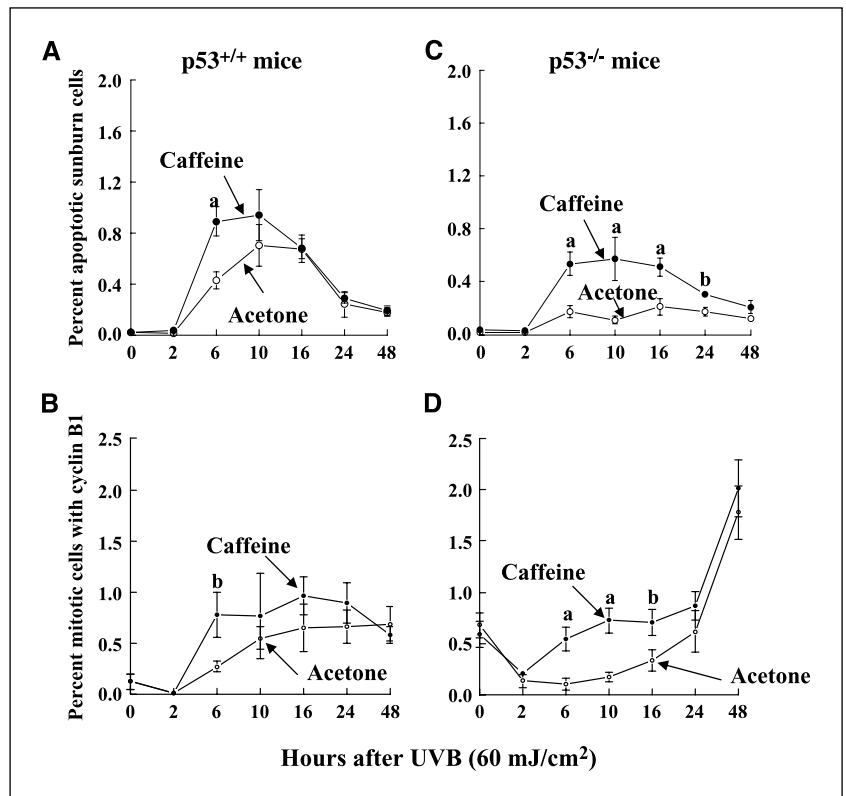 A
p53+/+ mice
Percent apoptotic sunburn cells
2.0
1.6
1.2
0.8
0.4
0.0
Caffeine
a
Acetone
0 2 6 10 16 24 48
C
p53-/- mice
2.0
1.6
1.2
0.8
0.4
0.0
Caffeine
a a a b
Acetone
0 2 6 10 16 24 48
B
Percent mitotic cells with cyclin B1
2.5
2.0
1.5
1.0
0.5
0.0
Caffeine
b
Acetone
0 2 6 10 16 24 48
D
2.5
2.0
1.5
1.0
0.5
0.0
Caffeine
a a b
Acetone
0 2 6 10 16 24 48
Hours after UVB (60 mJ/cm2)